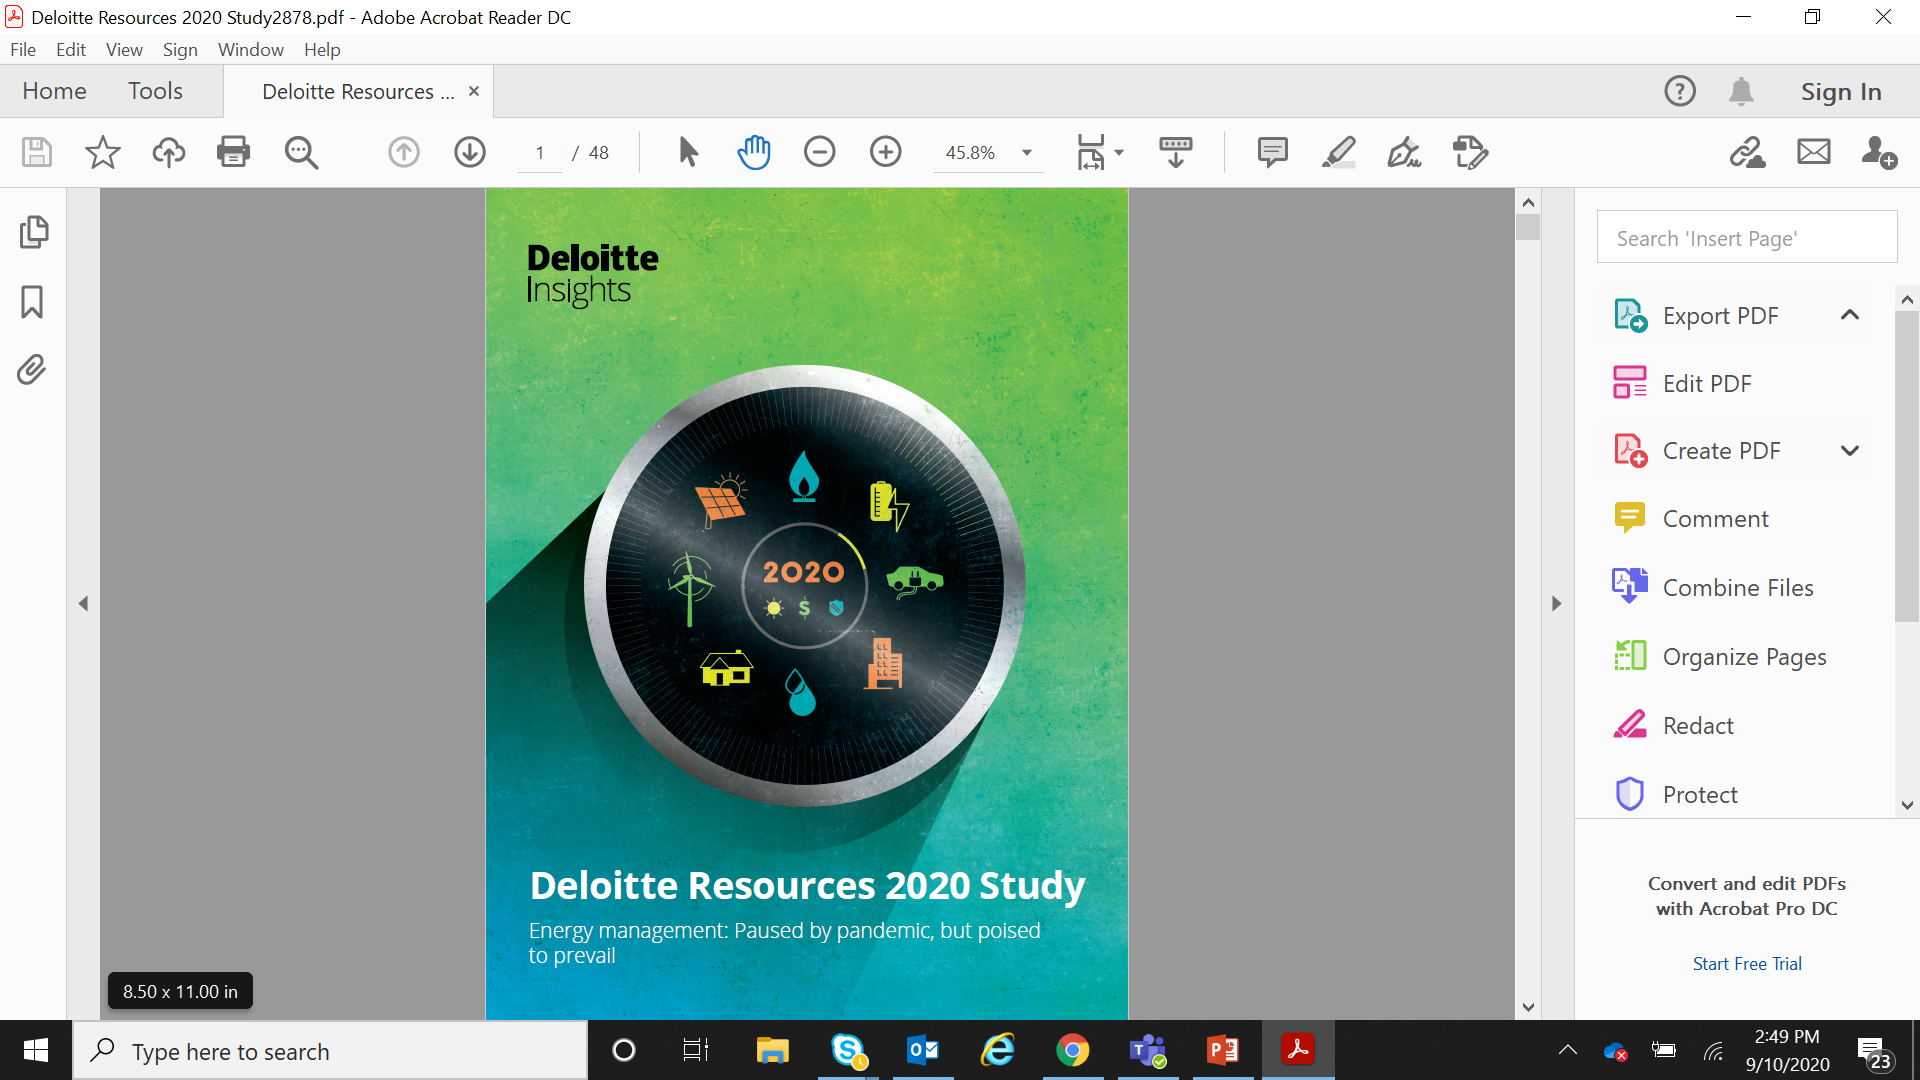 Deloitte Resources 2020 Study2878.pdf - Adobe Acrobat Reader DC
File Edit View Sign Window Help
Home Tools Deloitte Resources ... × Sign In
1 / 48 45.8%
Search 'Insert Page'
Export PDF
Edit PDF
Create PDF
Comment
Combine Files
Organize Pages
Redact
Protect
Convert and edit PDFs
with Acrobat Pro DC
Start Free Trial
Deloitte
Insights
2020
$
Deloitte Resources 2020 Study
Energy management: Paused by pandemic, but poised
to prevail
8.50 x 11.00 in
Type here to search
2:49 PM
9/10/2020
23